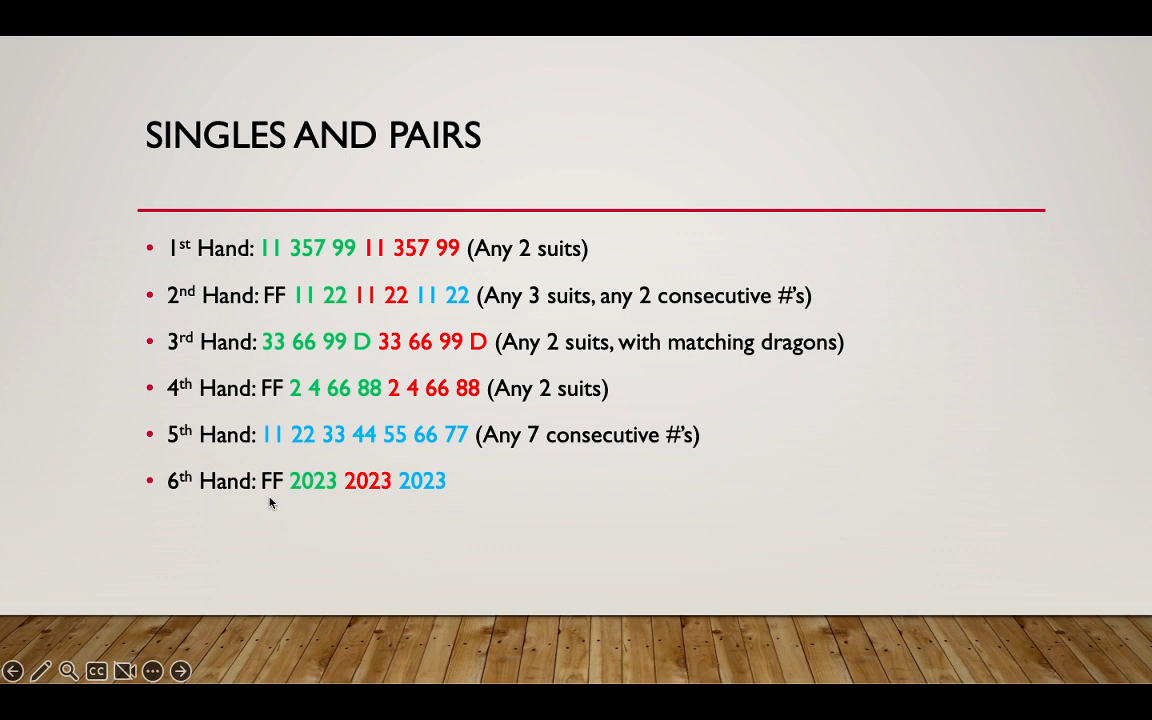 SINGLES AND PAIRS
• 1st Hand: 11 357 99 11 357 99 (Any 2 suits)
• 2nd Hand: FF 11 22 11 22 11 22 (Any 3 suits, any 2 consecutive #'s)
• 3rd Hand: 33 66 99 D 33 66 99 D (Any 2 suits, with matching dragons)
• 4th Hand: FF 2 4 66 88 2 4 66 88 (Any 2 suits)
• 5th Hand: 11 22 33 44 55 66 77 (Any 7 consecutive #'s)
• 6th Hand: FF 2023 2023 2023
CC